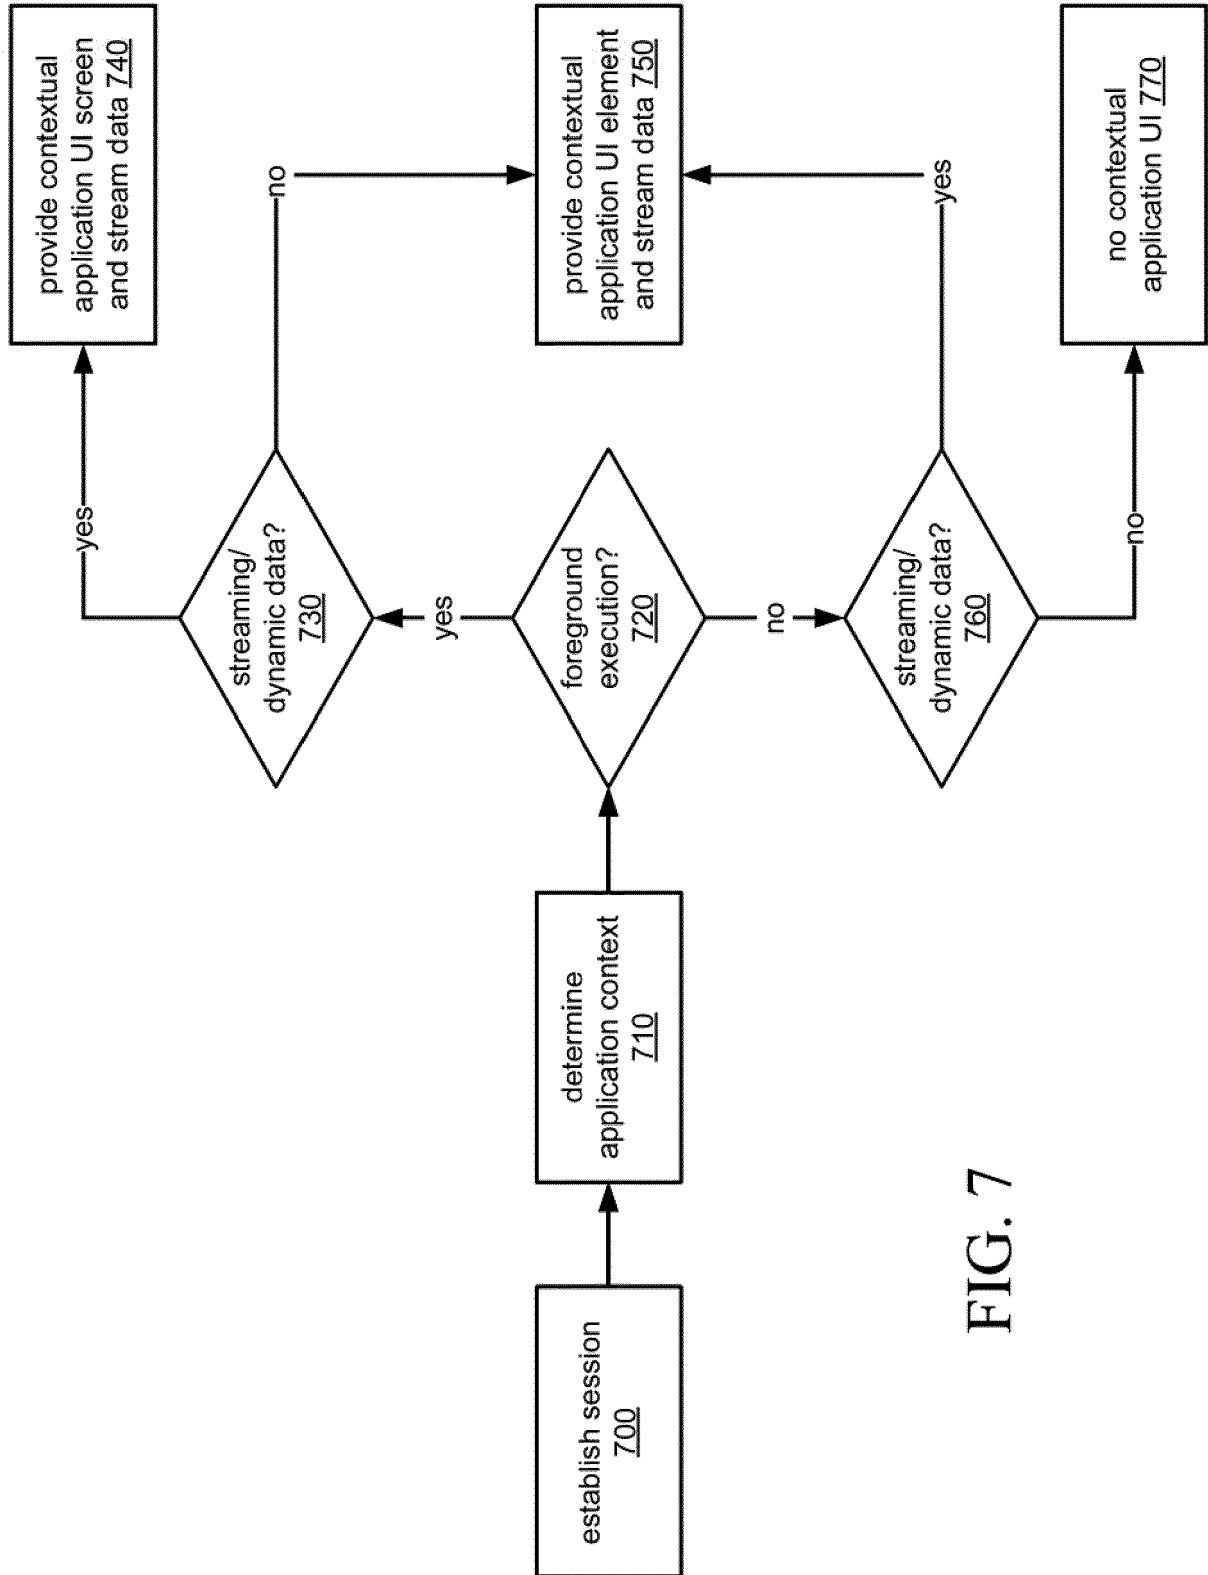 establish session
700
determine
application context
710
foreground
execution?
720
yes
no
streaming/
dynamic data?
730
yes
no
streaming/
dynamic data?
760
yes
no
provide contextual
application UI screen
and stream data 740
provide contextual
application UI element
and stream data 750
no contextual
application UI 770
FIG. 7